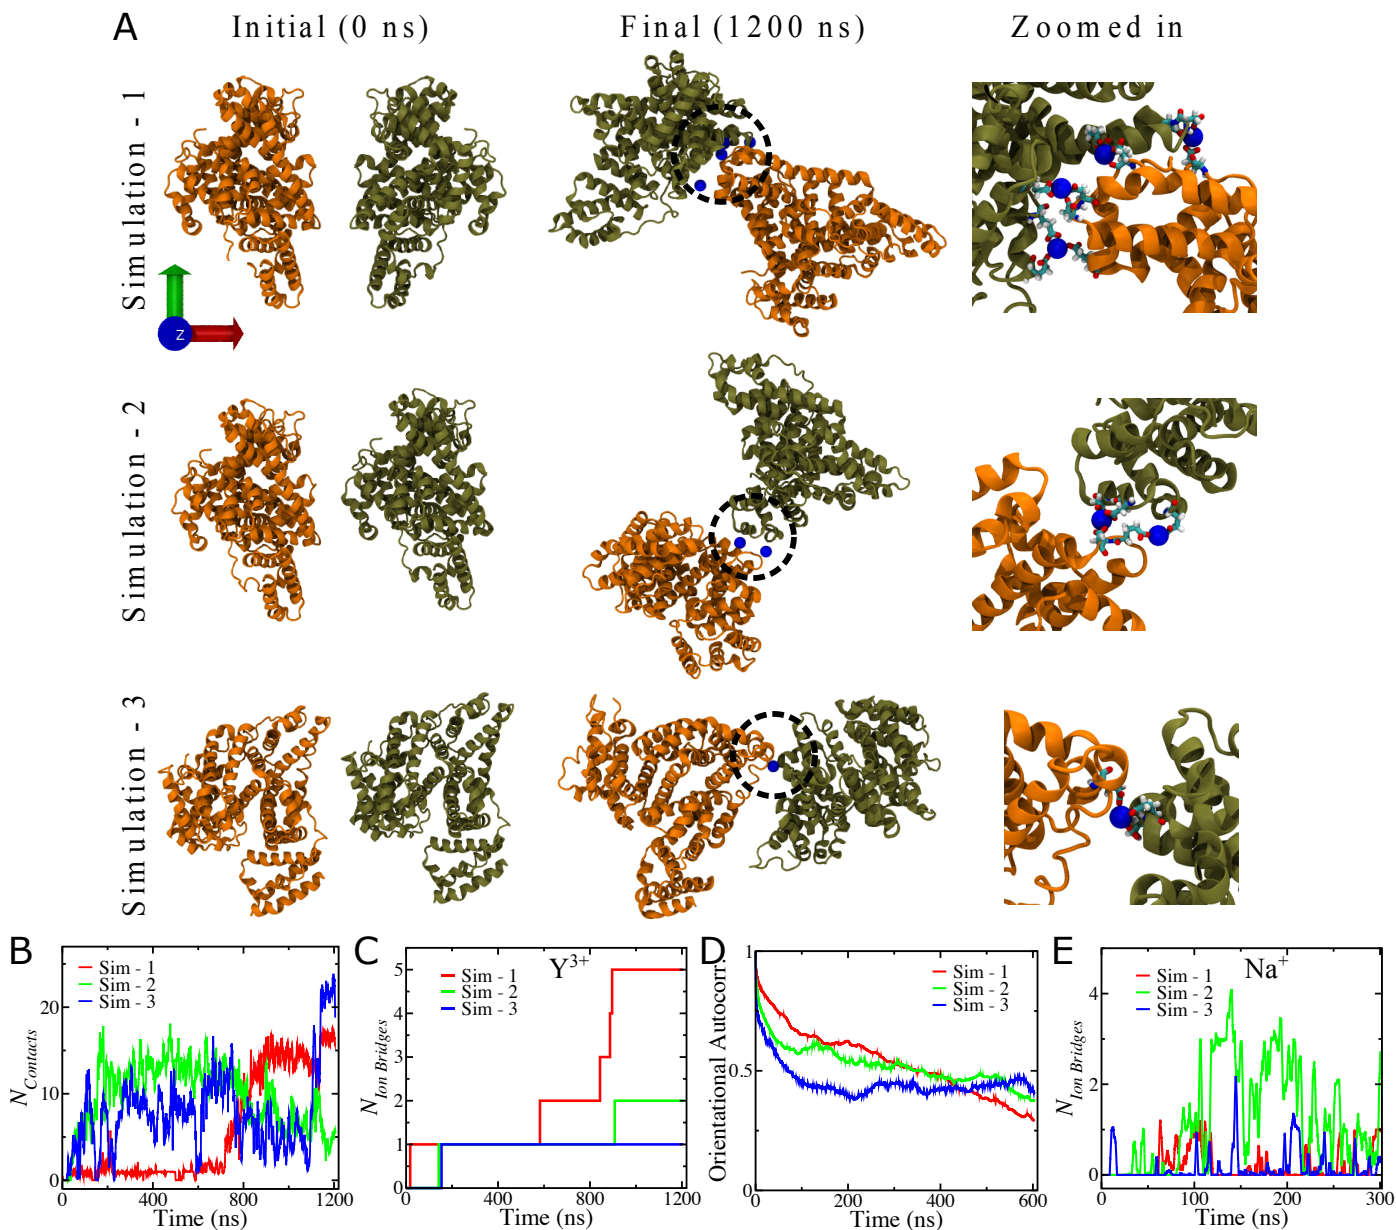 A
Initial (0 ns)
Final (1200 ns)
Zoomed in
Simulation - 1
Z
Simulation - 2
Simulation - 3
B
N Contacts
20
10
0
Sim - 1
Sim - 2
Sim - 3
0
400
800
1200
Time (ns)
C
N Ion Bridges
5
4
3
2
1
0
Y3+
Sim - 1
Sim - 2
Sim - 3
0
400
800
1200
Time (ns)
D
Orientational Autocorr.
1
0.5
0
Sim - 1
Sim - 2
Sim - 3
0
200
400
600
Time (ns)
E
N Ion Bridges
4
2
0
Na+
Sim - 1
Sim - 2
Sim - 3
0
100
200
300
Time (ns)